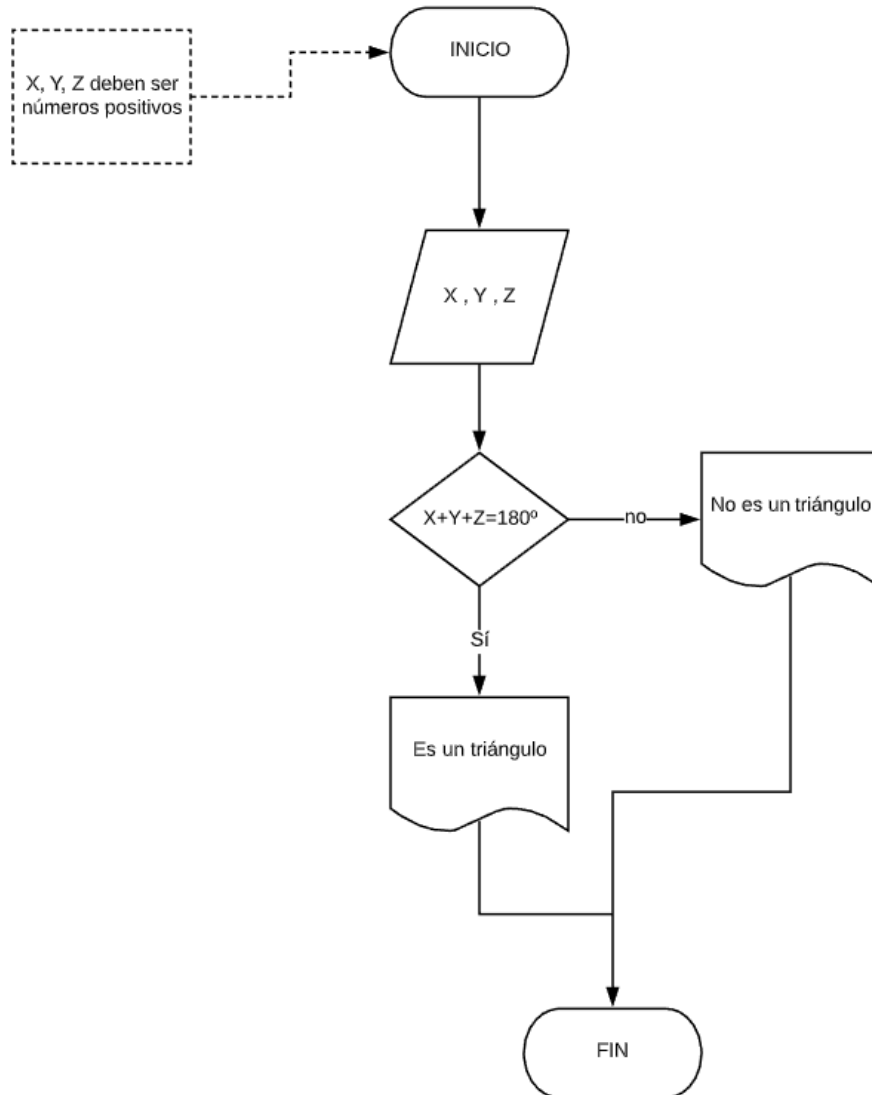 INICIO
X, Y, Z deben ser
números positivos
X , Y , Z
X+Y+Z=180º
no
No es un triángulo
Sí
Es un triángulo
FIN